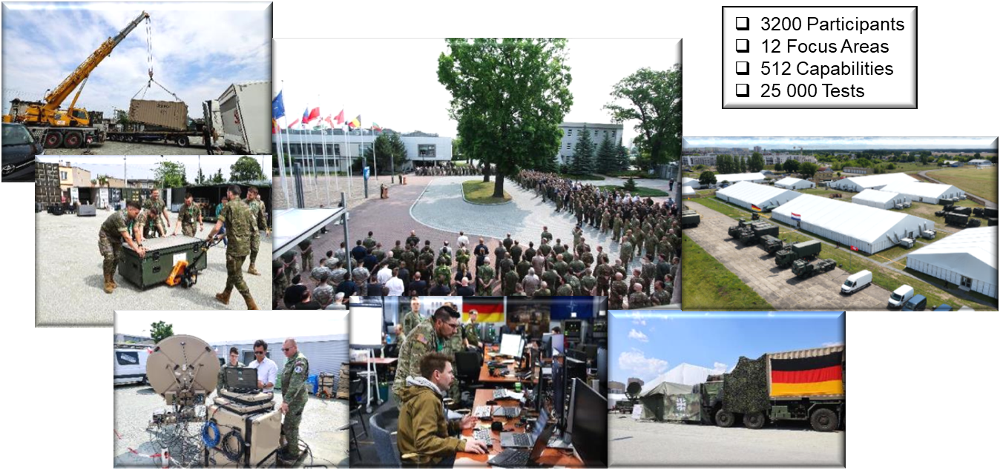 ❑ 3200 Participants
❑ 12 Focus Areas
❑ 512 Capabilities
❑ 25 000 Tests